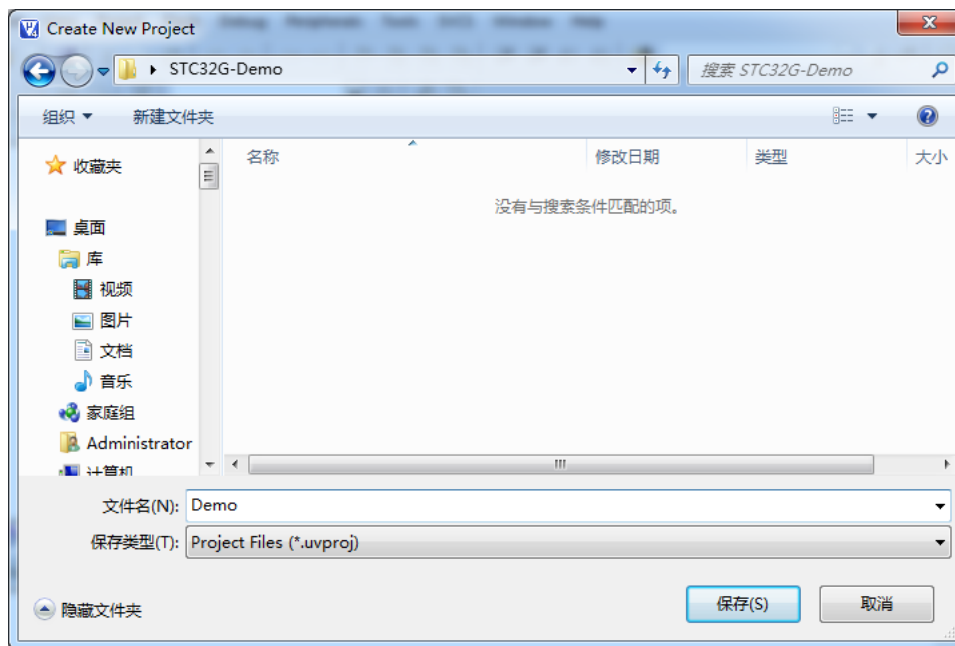 Create New Project
STC32G-Demo
搜索 STC32G-Demo
组织 新建文件夹
收藏夹
名称 修改日期 类型 大小
没有与搜索条件匹配的项。
桌面
库
视频
图片
文档
音乐
家庭组
Administrator
计算机
文件名(N): Demo
保存类型(T): Project Files (*.uvproj)
隐藏文件夹
保存(S) 取消